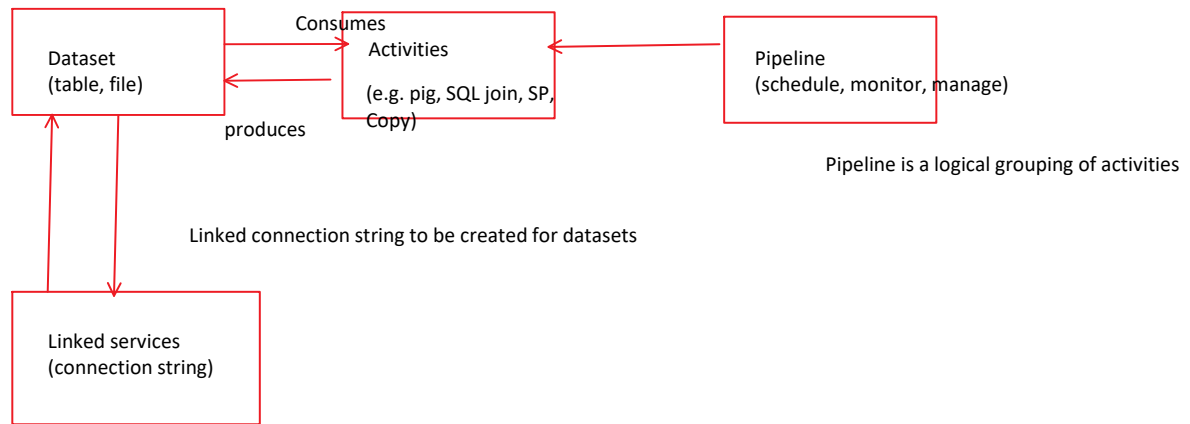 Consumes
Dataset
(table, file)
Activities
(e.g. pig, SQL join, SP,
Copy)
Pipeline
(schedule, monitor, manage)
produces
Pipeline is a logical grouping of activities
Linked connection string to be created for datasets
Linked services
(connection string)